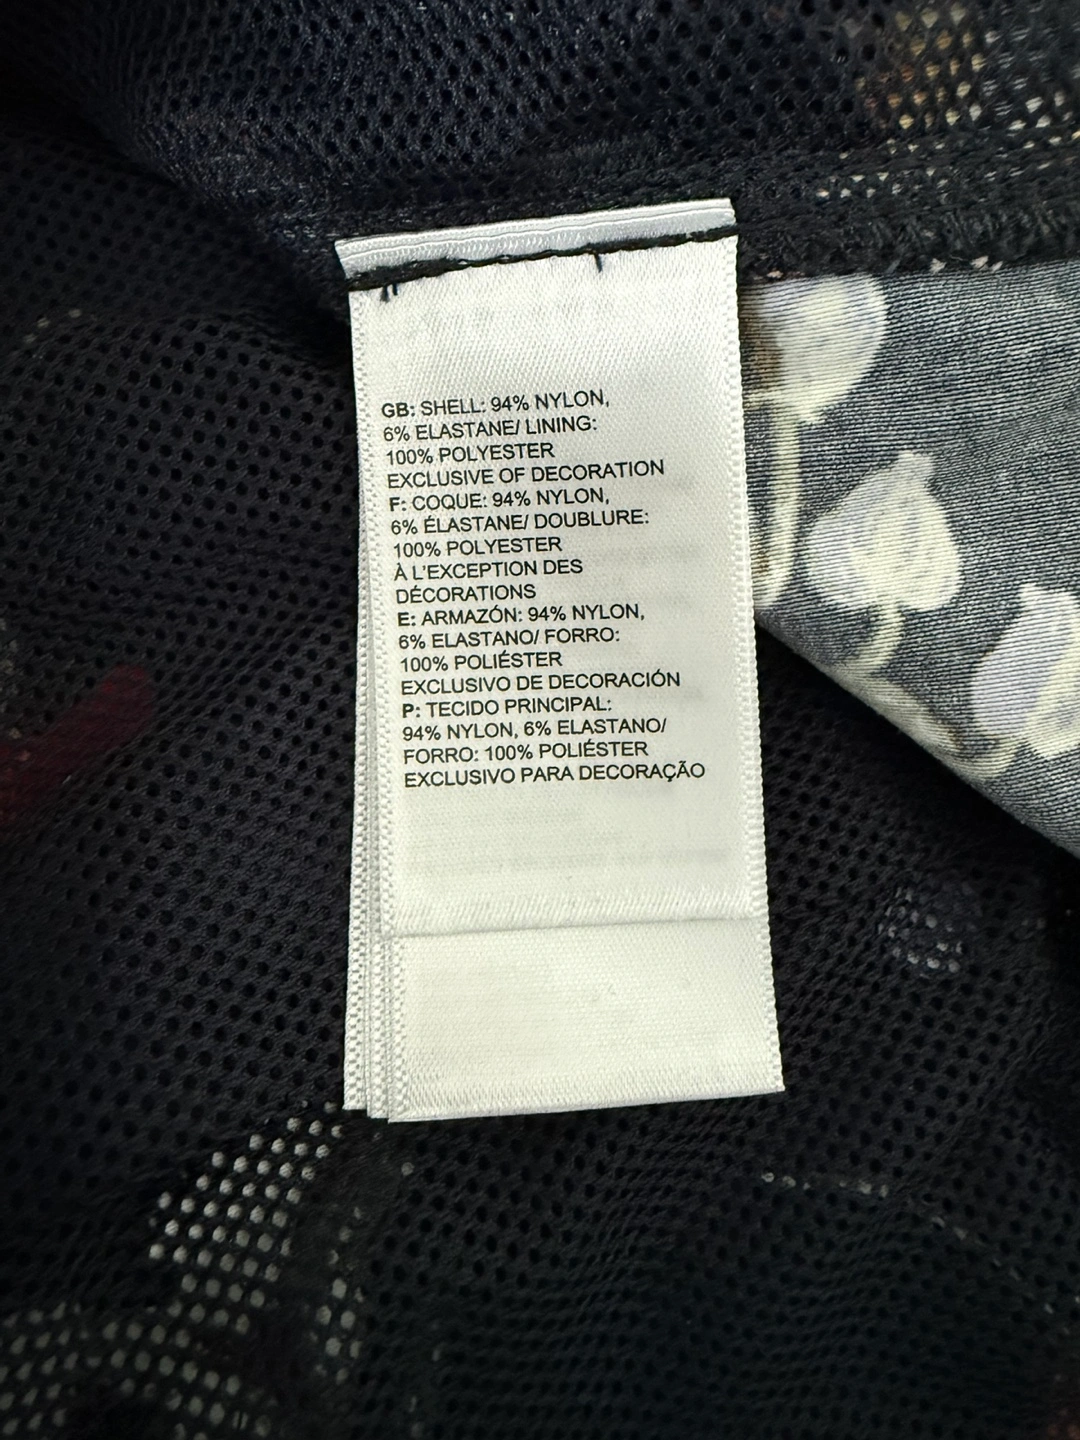 GB: SHELL: 94% NYLON,
6% ELASTANE/ LINING:
100% POLYESTER
EXCLUSIVE OF DECORATION
F: COQUE: 94% NYLON,
6% ÉLASTANE/ DOUBLURE:
100% POLYESTER
À L'EXCEPTION DES
DÉCORATIONS
E: ARMAZÓN: 94% NYLON,
6% ELASTANO/ FORRO:
100% POLIÉSTER
EXCLUSIVO DE DECORACIÓN
P: TECIDO PRINCIPAL:
94% NYLON, 6% ELASTANO/
FORRO: 100% POLIÉSTER
EXCLUSIVO PARA DECORAÇÃO